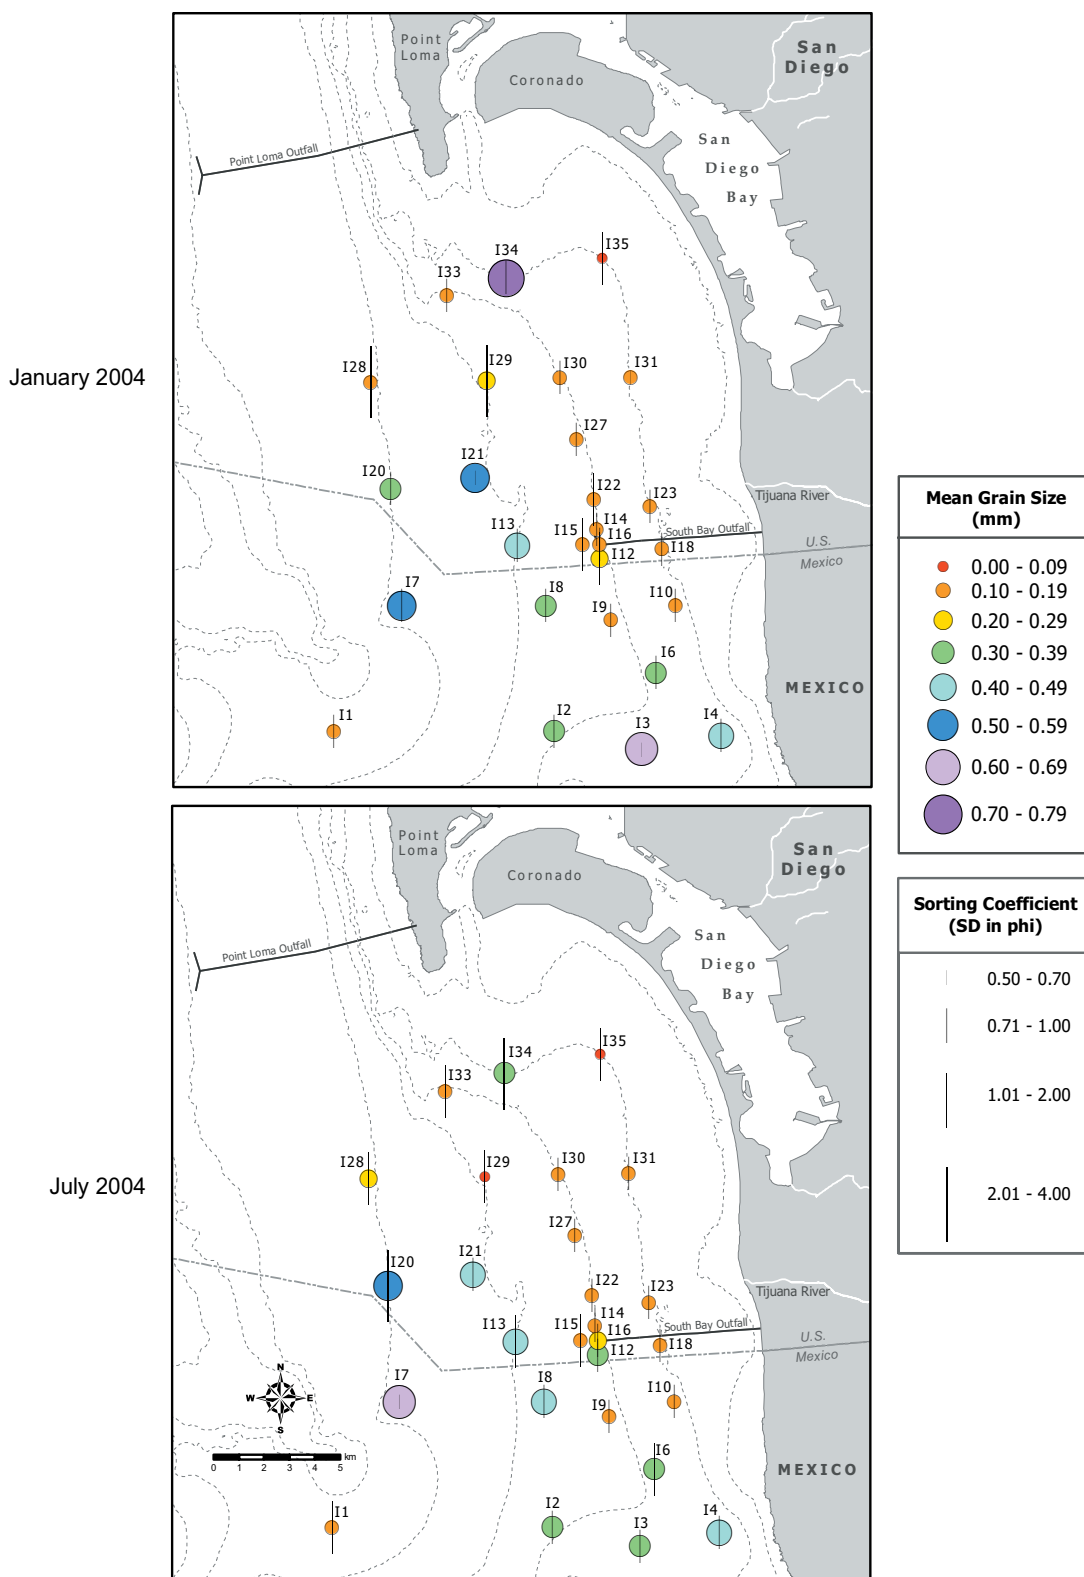 January 2004
Point
Loma
Coronado
San
Diego
San
Diego
Bay
Point Loma Outfall
I34
I35
I33
I28
I29
I30
I31
I27
I21
I20
I22
I23
Tijuana River
I14
I13
I15
I16
South Bay Outfall
I12
I18
U.S.
Mexico
I7
I8
I9
I10
I6
MEXICO
I1
I2
I3
I4
July 2004
Point
Loma
Coronado
San
Diego
San
Diego
Bay
Point Loma Outfall
I34
I35
I33
I28
I29
I30
I31
I27
I21
I20
I22
I23
Tijuana River
I14
I13
I15
I16
South Bay Outfall
I12
I18
U.S.
Mexico
I7
I8
I9
I10
N
W
E
S
0 1 2 3 4 5
km
I6
MEXICO
I1
I2
I3
I4
Mean Grain Size
(mm)
0.00 - 0.09
0.10 - 0.19
0.20 - 0.29
0.30 - 0.39
0.40 - 0.49
0.50 - 0.59
0.60 - 0.69
0.70 - 0.79
Sorting Coefficient
(SD in phi)
0.50 - 0.70
0.71 - 1.00
1.01 - 2.00
2.01 - 4.00